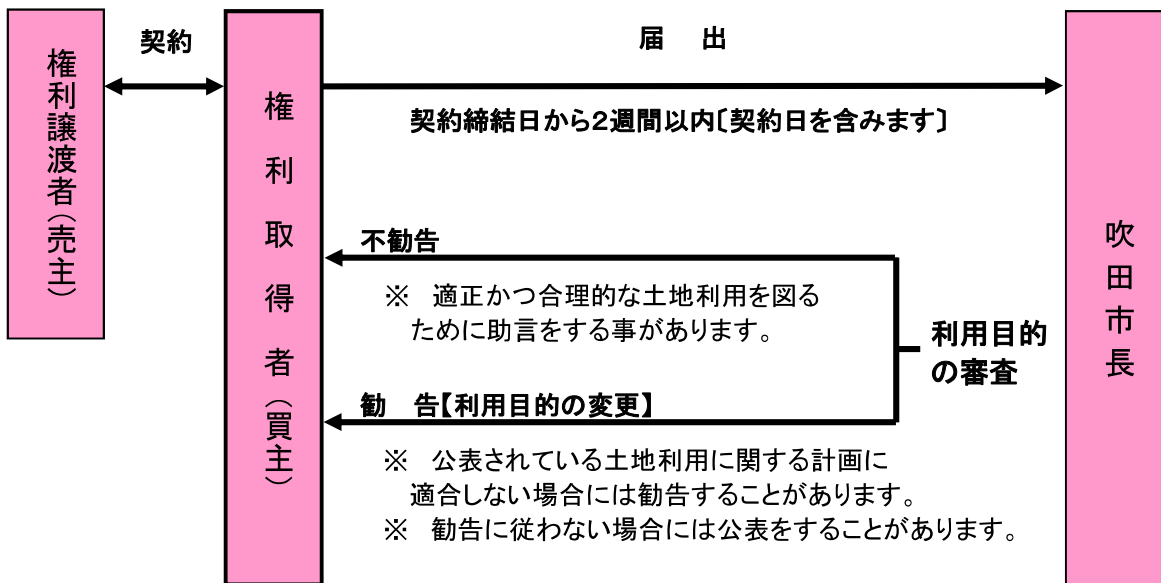 権利譲渡者（売主）
契約
権利取得者（買主）
届　出
契約締結日から２週間以内〔契約日を含みます〕
不勧告
※　適正かつ合理的な土地利用を図る
ために助言をする事があります。
利用目的
の審査
勧　告【利用目的の変更】
※　公表されている土地利用に関する計画に
適合しない場合には勧告することがあります。
※　勧告に従わない場合には公表をすることがあります。
吹田市長